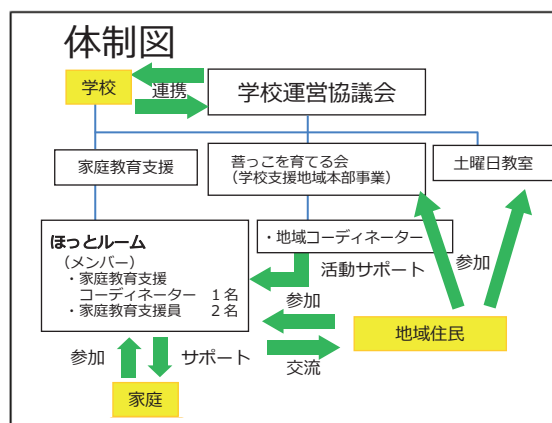 体制図
学校
連携
学校運営協議会
家庭教育支援
菩っこを育てる会
(学校支援地域本部事業)
土曜日教室
ほっとルーム
(メンバー)
・家庭教育支援
コーディネーター 1名
・家庭教育支援員 2名
・地域コーディネーター
活動サポート
参加
参加
地域住民
交流
参加
サポート
家庭